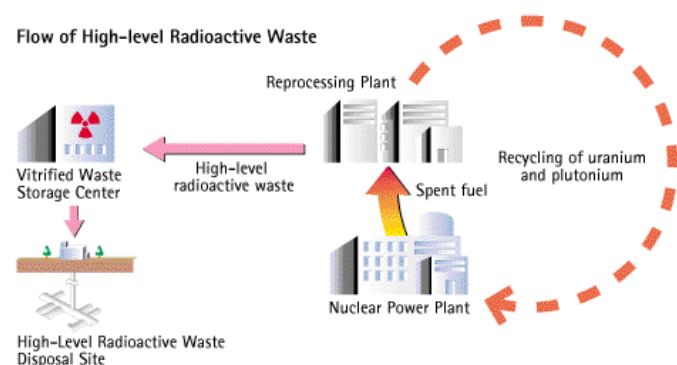 Flow of High-level Radioactive Waste
Reprocessing Plant
Recycling of uranium
and plutonium
High-level
radioactive waste
Vitrified Waste
Storage Center
Spent fuel
Nuclear Power Plant
High-Level Radioactive Waste
Disposal Site